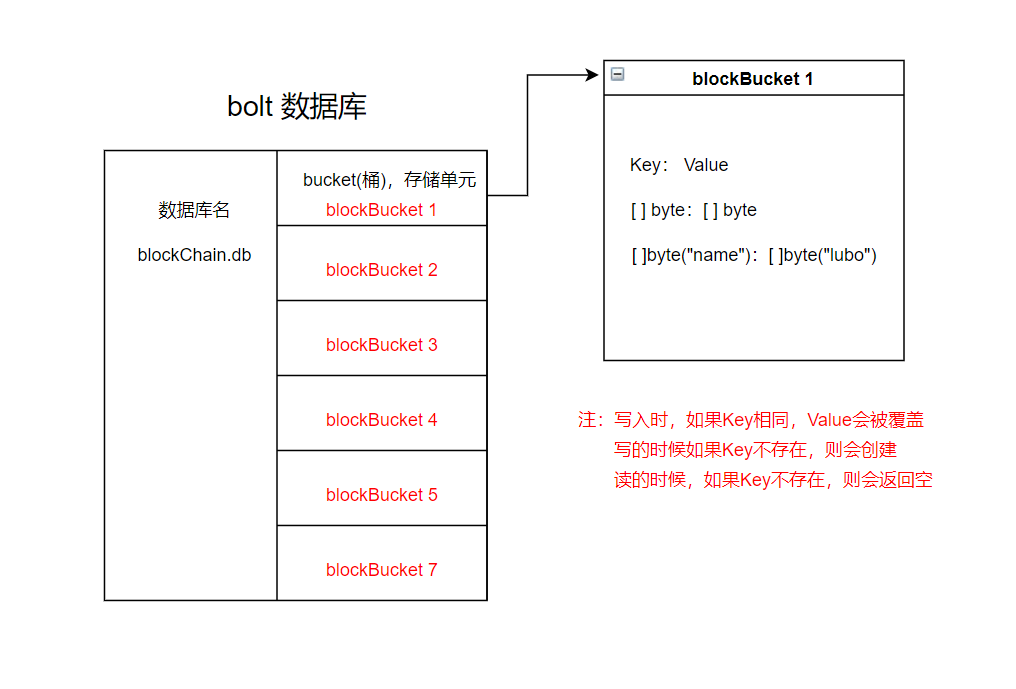 bolt 数据库
数据库名
blockChain.db
bucket(桶)，存储单元
blockBucket 1
blockBucket 2
blockBucket 3
blockBucket 4
blockBucket 5
blockBucket 7
blockBucket 1
Key： Value
[ ] byte：[ ] byte
[ ]byte("name")：[ ]byte("lubo")
注：写入时，如果Key相同，Value会被覆盖
写的时候如果Key不存在，则会创建
读的时候，如果Key不存在，则会返回空